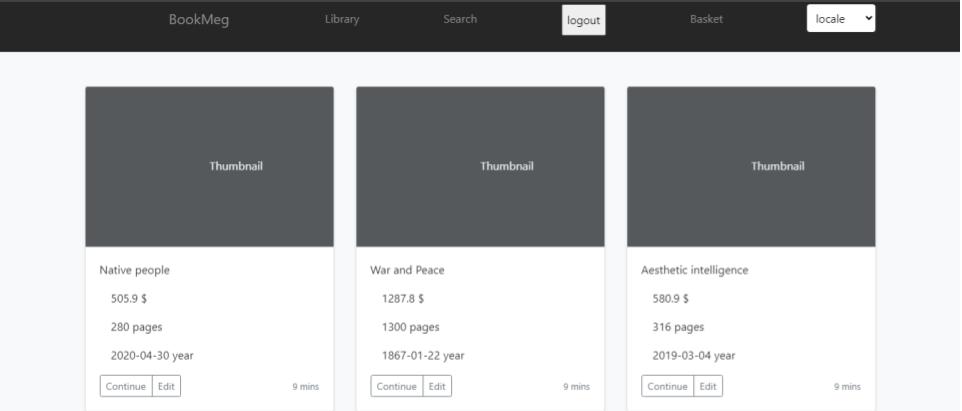 BookMeg Library Search logout Basket locale
Thumbnail Thumbnail Thumbnail
Native people
505.9 $
280 pages
2020-04-30 year
Continue Edit 9 mins
War and Peace
1287.8 $
1300 pages
1867-01-22 year
Continue Edit 9 mins
Aesthetic intelligence
580.9 $
316 pages
2019-03-04 year
Continue Edit 9 mins